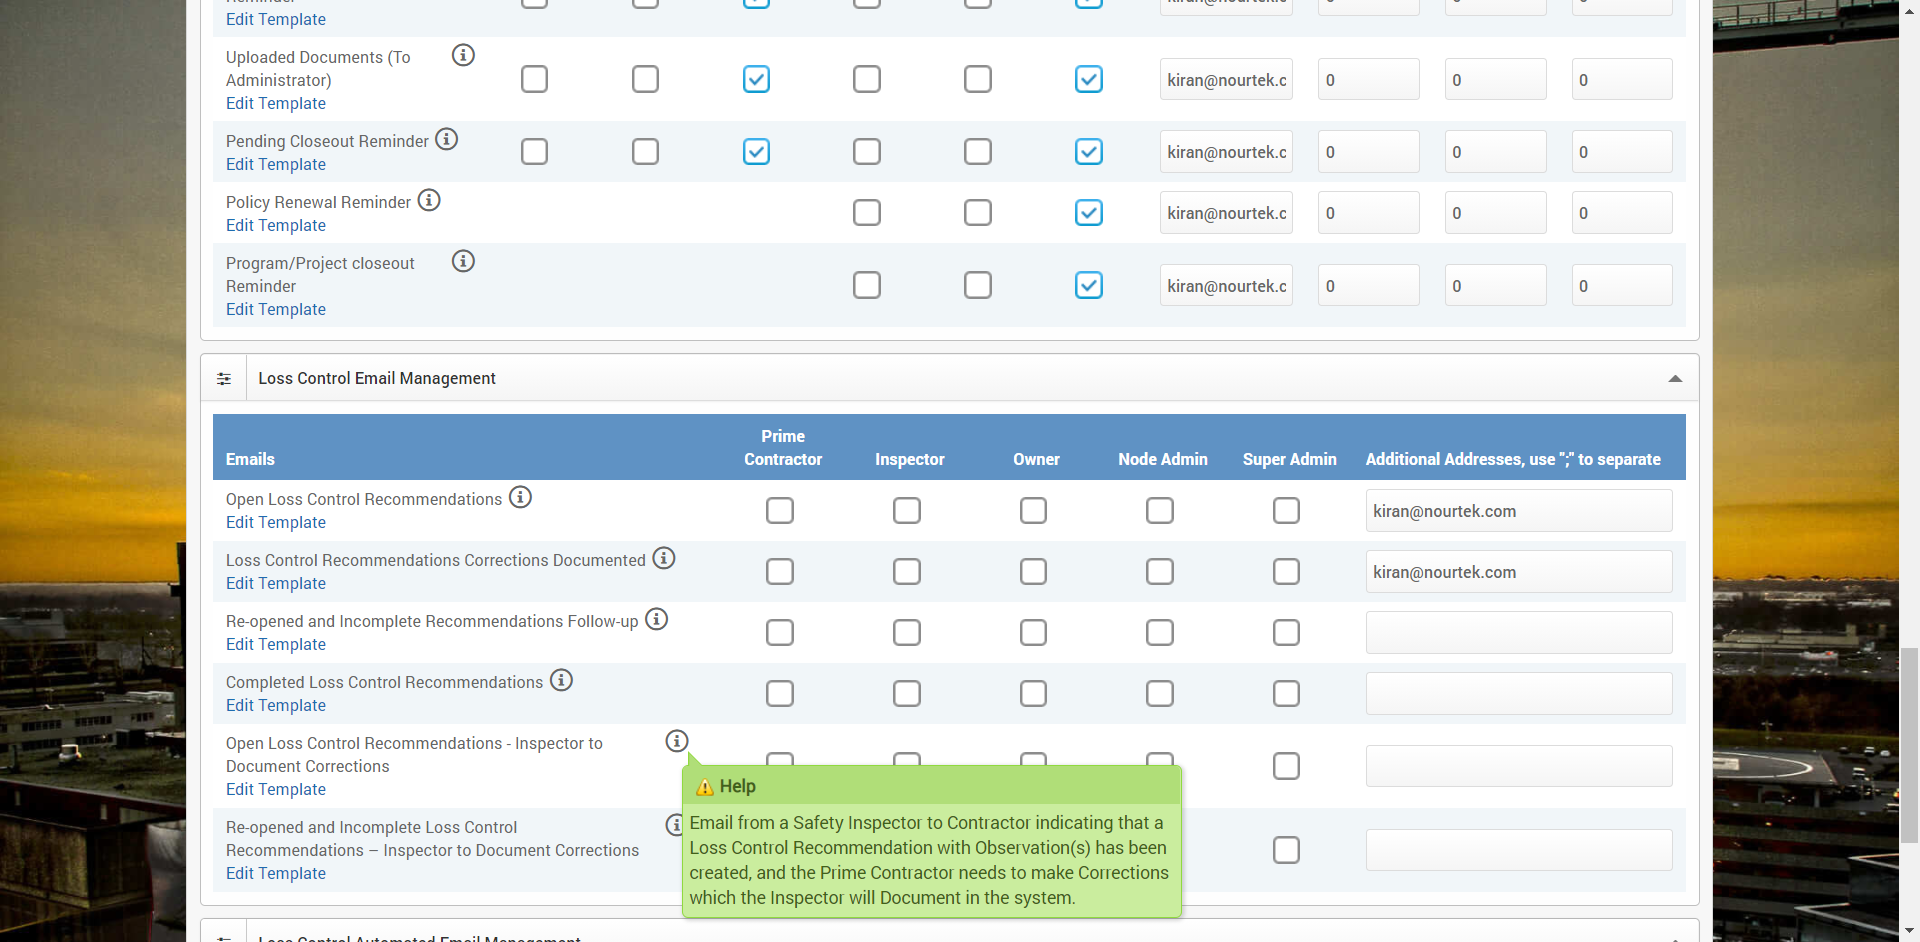 Edit Template
Uploaded Documents (To
Administrator)
Edit Template
kiran@nourtek.c
0
0
0
Pending Closeout Reminder
Edit Template
kiran@nourtek.c
0
0
0
Policy Renewal Reminder
Edit Template
kiran@nourtek.c
0
0
0
Program/Project closeout
Reminder
Edit Template
kiran@nourtek.c
0
0
0
Loss Control Email Management
Emails
Prime
Contractor
Inspector
Owner
Node Admin
Super Admin
Additional Addresses, use ";" to separate
Open Loss Control Recommendations
Edit Template
kiran@nourtek.com
Loss Control Recommendations Corrections Documented
Edit Template
kiran@nourtek.com
Re-opened and Incomplete Recommendations Follow-up
Edit Template
Completed Loss Control Recommendations
Edit Template
Open Loss Control Recommendations - Inspector to
Document Corrections
Edit Template
Re-opened and Incomplete Loss Control
Recommendations – Inspector to Document Corrections
Edit Template
Help
Email from a Safety Inspector to Contractor indicating that a
Loss Control Recommendation with Observation(s) has been
created, and the Prime Contractor needs to make Corrections
which the Inspector will Document in the system.
Loss Control Automated Email Management